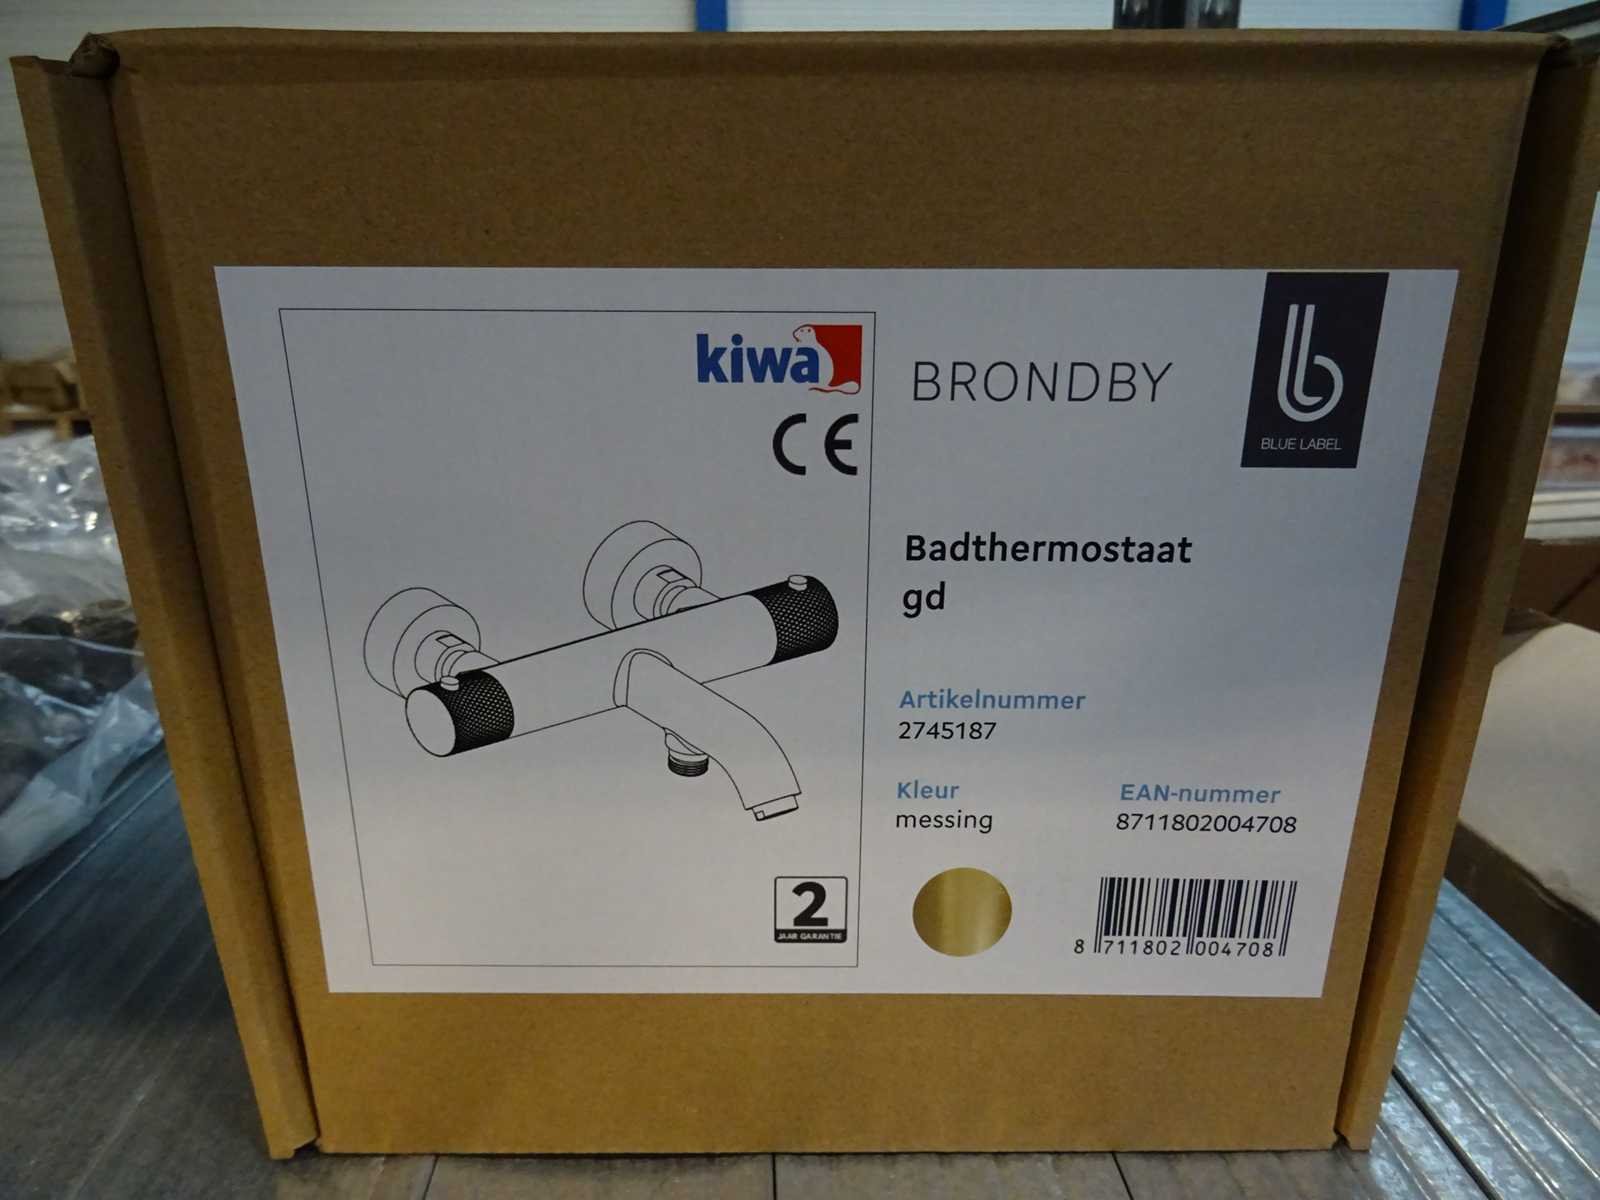 kiwa
CE
BRONDBY
BLUE LABEL
Badthermostaat
gd
Artikelnummer
2745187
Kleur
messing
EAN-nummer
8711802004708
2
JAAR GARANTIE
8 711802 004708